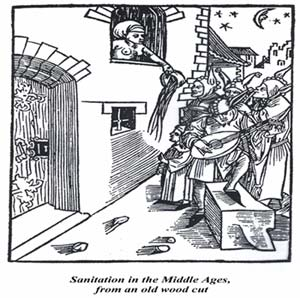 Sanitation in the Middle Ages,
from an old wood cut